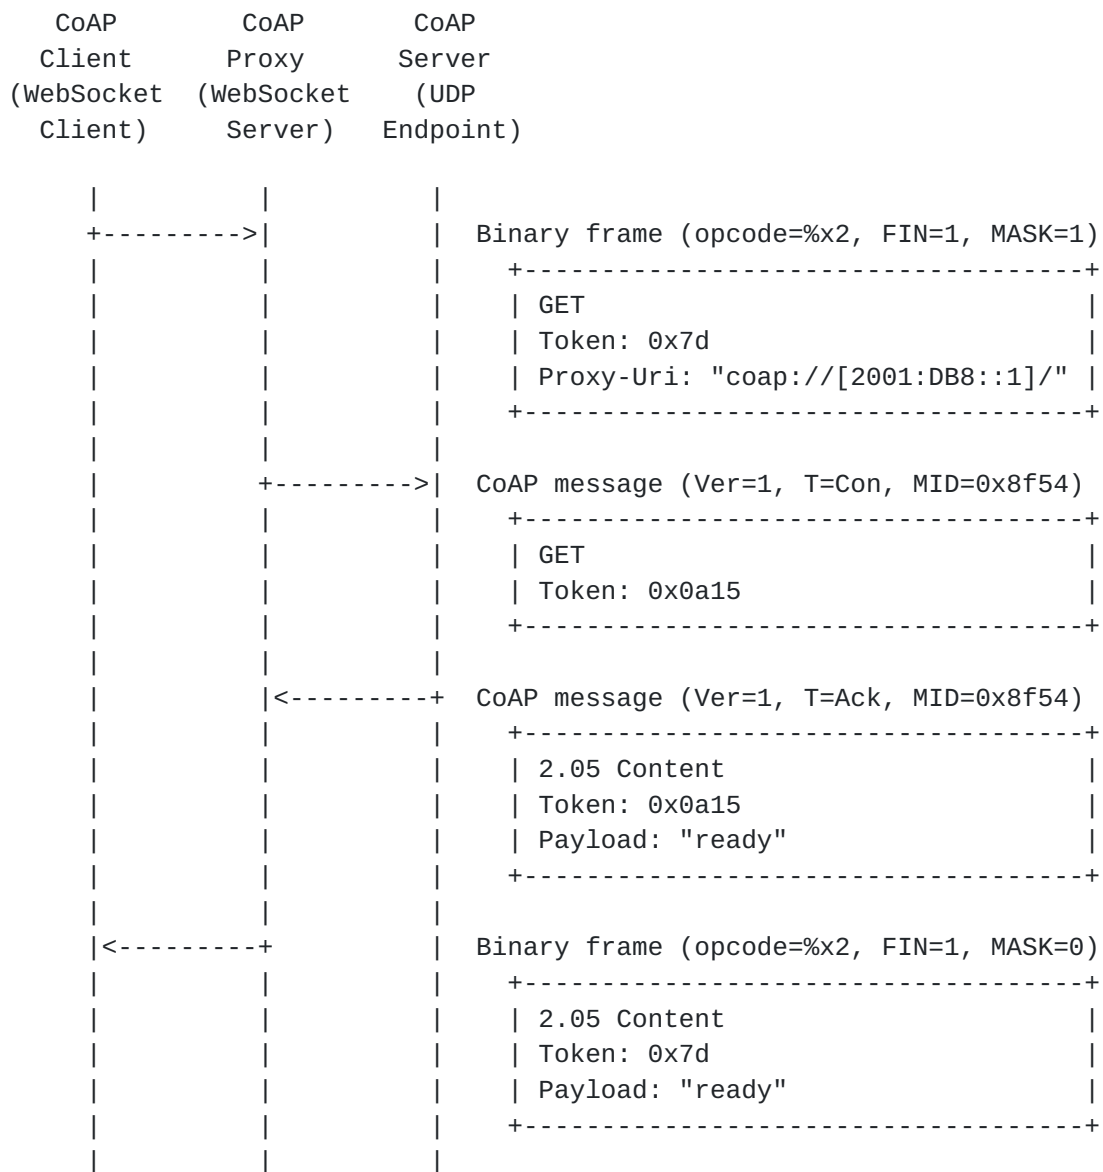 CoAP        CoAP       CoAP
  Client      Proxy      Server
(WebSocket  (WebSocket    (UDP
  Client)     Server)   Endpoint)

     |          |          |
     +--------->|          |  Binary frame (opcode=%x2, FIN=1, MASK=1)
     |          |          |    +------------------------------------+
     |          |          |    | GET                                |
     |          |          |    | Token: 0x7d                        |
     |          |          |    | Proxy-Uri: "coap://[2001:DB8::1]/" |
     |          |          |    +------------------------------------+
     |          |          |
     |          +--------->|  CoAP message (Ver=1, T=Con, MID=0x8f54)
     |          |          |    +------------------------------------+
     |          |          |    | GET                                |
     |          |          |    | Token: 0x0a15                      |
     |          |          |    +------------------------------------+
     |          |          |
     |          |<---------+  CoAP message (Ver=1, T=Ack, MID=0x8f54)
     |          |          |    +------------------------------------+
     |          |          |    | 2.05 Content                       |
     |          |          |    | Token: 0x0a15                      |
     |          |          |    | Payload: "ready"                   |
     |          |          |    +------------------------------------+
     |          |          |
     |<---------+          |  Binary frame (opcode=%x2, FIN=1, MASK=0)
     |          |          |    +------------------------------------+
     |          |          |    | 2.05 Content                       |
     |          |          |    | Token: 0x7d                        |
     |          |          |    | Payload: "ready"                   |
     |          |          |    +------------------------------------+
     |          |          |